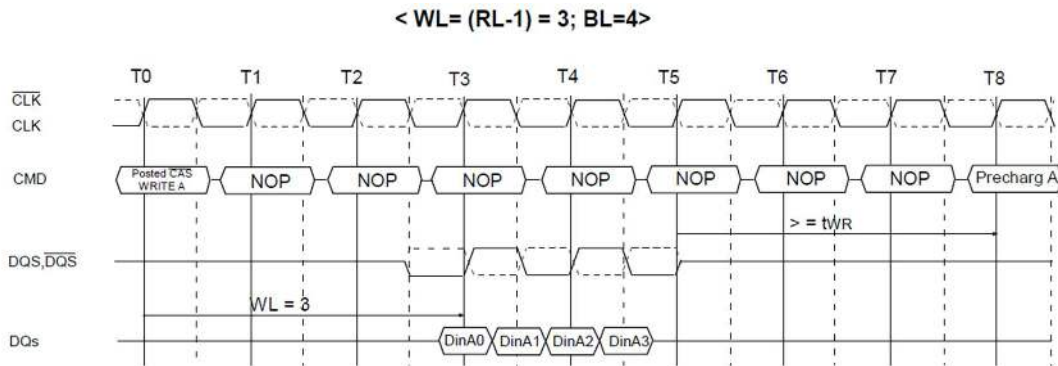 < WL= (RL-1) = 3; BL=4>
T0 T1 T2 T3 T4 T5 T6 T7 T8
CLK
CLK
CMD Posted CAS WRITE A NOP NOP NOP NOP NOP NOP NOP Precharg A
> = tWR
DQS,DQS
WL = 3
DQs DinA0 DinA1 DinA2 DinA3